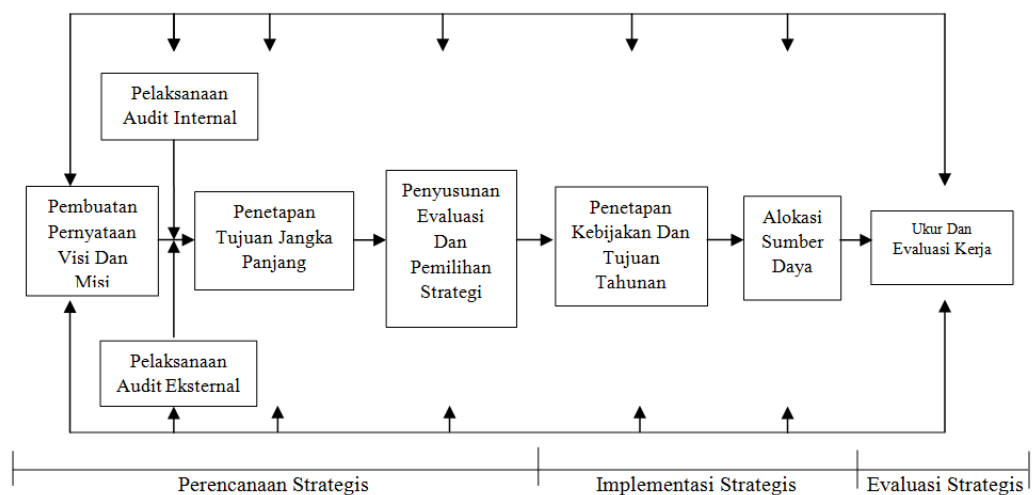 Pelaksanaan
Audit Internal
Pembuatan
Pernyataan
Visi Dan
Misi
Penetapan
Tujuan Jangka
Panjang
Penyusunan
Evaluasi
Dan
Pemilihan
Strategi
Penetapan
Kebijakan Dan
Tujuan
Tahunan
Alokasi
Sumber
Daya
Ukur Dan
Evaluasi Kerja
Pelaksanaan
Audit Eksternal
Perencanaan Strategis
Implementasi Strategis
Evaluasi Strategis